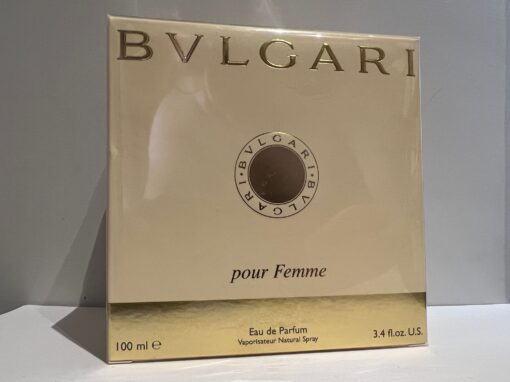 BVLGARI
BVLGARI • BVLGARI •
pour Femme
Eau de Parfum
Vaporisateur Natural Spray
100 ml ℮
3.4 fl.oz. U.S.